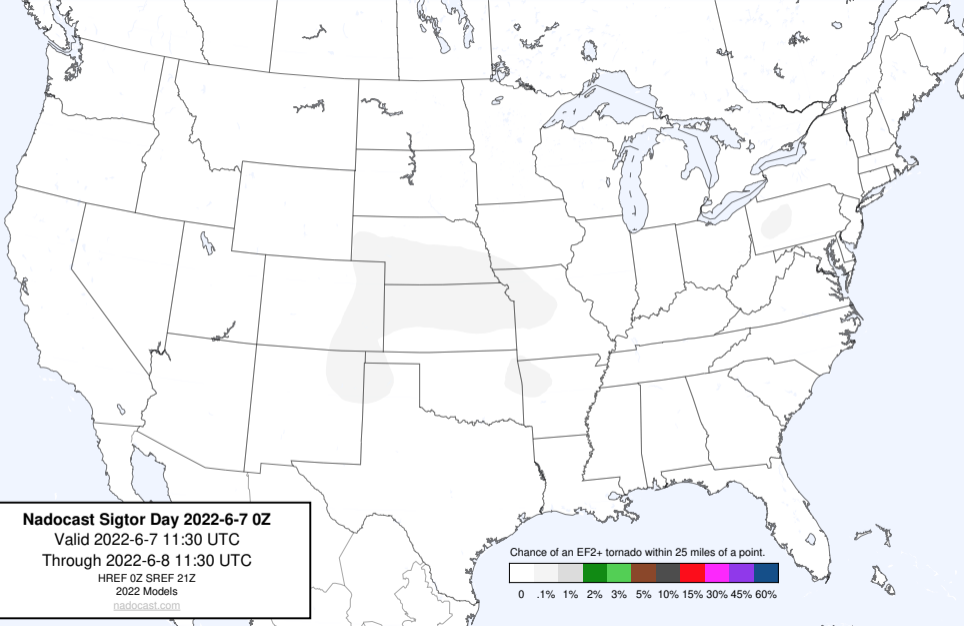 Nadocast Sigtor Day 2022-6-7 0Z
Valid 2022-6-7 11:30 UTC
Through 2022-6-8 11:30 UTC
HREF 0Z SREF 21Z
2022 Models
nadocast.com
Chance of an EF2+ tornado within 25 miles of a point.
0 .1% 1% 2% 3% 5% 10% 15% 30% 45% 60%